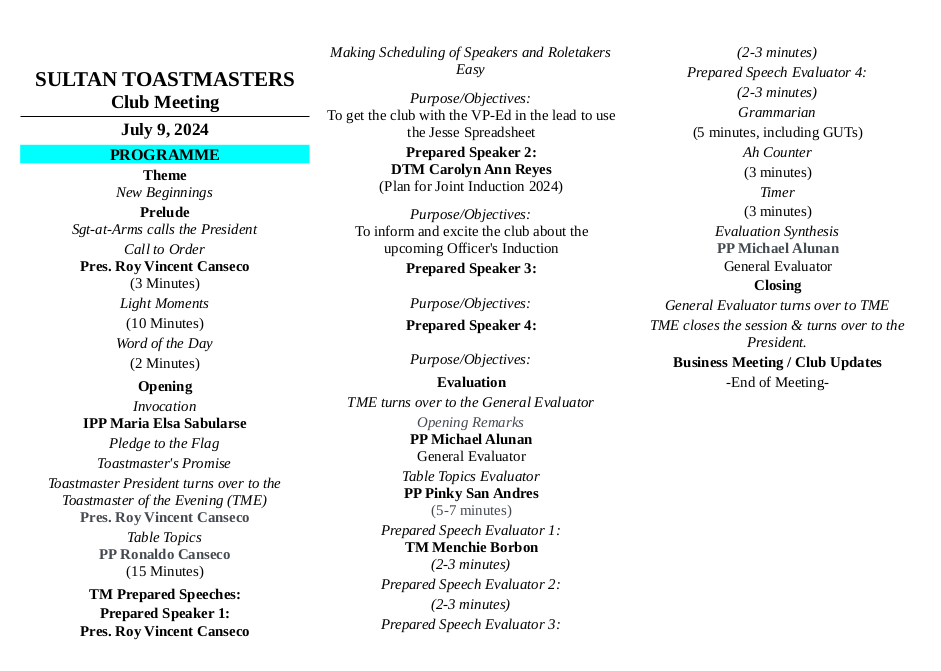 SULTAN TOASTMASTERS
Club Meeting
July 9, 2024
PROGRAMME
Theme
New Beginnings
Prelude
Sgt-at-Arms calls the President
Call to Order
Pres. Roy Vincent Canseco
(3 Minutes)
Light Moments
(10 Minutes)
Word of the Day
(2 Minutes)
Opening
Invocation
IPP Maria Elsa Sabularse
Pledge to the Flag
Toastmaster's Promise
Toastmaster President turns over to the
Toastmaster of the Evening (TME)
Pres. Roy Vincent Canseco
Table Topics
PP Ronaldo Canseco
(15 Minutes)
TM Prepared Speeches:
Prepared Speaker 1:
Pres. Roy Vincent Canseco
Making Scheduling of Speakers and Roletakers
Easy
Purpose/Objectives:
To get the club with the VP-Ed in the lead to use
the Jesse Spreadsheet
Prepared Speaker 2:
DTM Carolyn Ann Reyes
(Plan for Joint Induction 2024)
Purpose/Objectives:
To inform and excite the club about the
upcoming Officer's Induction
Prepared Speaker 3:
Purpose/Objectives:
Prepared Speaker 4:
Purpose/Objectives:
Evaluation
TME turns over to the General Evaluator
Opening Remarks
PP Michael Alunan
General Evaluator
Table Topics Evaluator
PP Pinky San Andres
(5-7 minutes)
Prepared Speech Evaluator 1:
TM Menchie Borbon
(2-3 minutes)
Prepared Speech Evaluator 2:
(2-3 minutes)
Prepared Speech Evaluator 3:
(2-3 minutes)
Prepared Speech Evaluator 4:
(2-3 minutes)
Grammarian
(5 minutes, including GUTs)
Ah Counter
(3 minutes)
Timer
(3 minutes)
Evaluation Synthesis
PP Michael Alunan
General Evaluator
Closing
General Evaluator turns over to TME
TME closes the session & turns over to the
President.
Business Meeting / Club Updates
-End of Meeting-